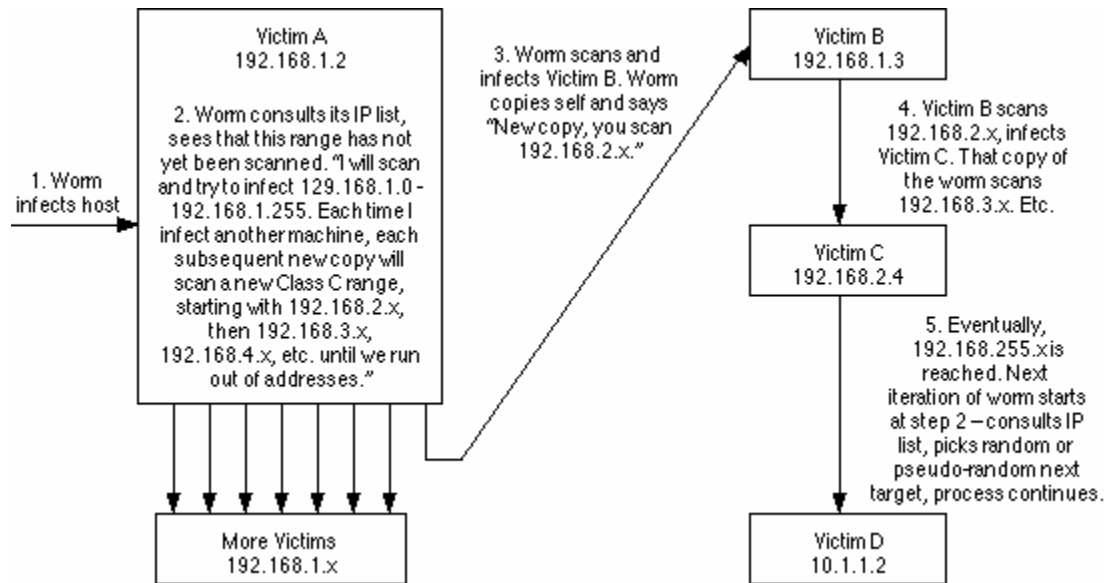 Victim A
192.168.1.2
2. Worm consults its IP list,
sees that this range has not
yet been scanned. "I will scan
and try to infect 129.168.1.0 -
192.168.1.255. Each time I
infect another machine, each
subsequent new copy will
scan a new Class C range,
starting with 192.168.2.x,
then 192.168.3.x,
192.168.4.x, etc. until we run
out of addresses."
1. Worm
infects host
More Victims
192.168.1.x
3. Worm scans and
infects Victim B. Worm
copies self and says
"New copy, you scan
192.168.2.x."
Victim B
192.168.1.3
4. Victim B scans
192.168.2.x, infects
Victim C. That copy of
the worm scans
192.168.3.x. Etc.
Victim C
192.168.2.4
5. Eventually,
192.168.255.x is
reached. Next
iteration of worm starts
at step 2 – consults IP
list, picks random or
pseudo-random next
target, process continues.
Victim D
10.1.1.2